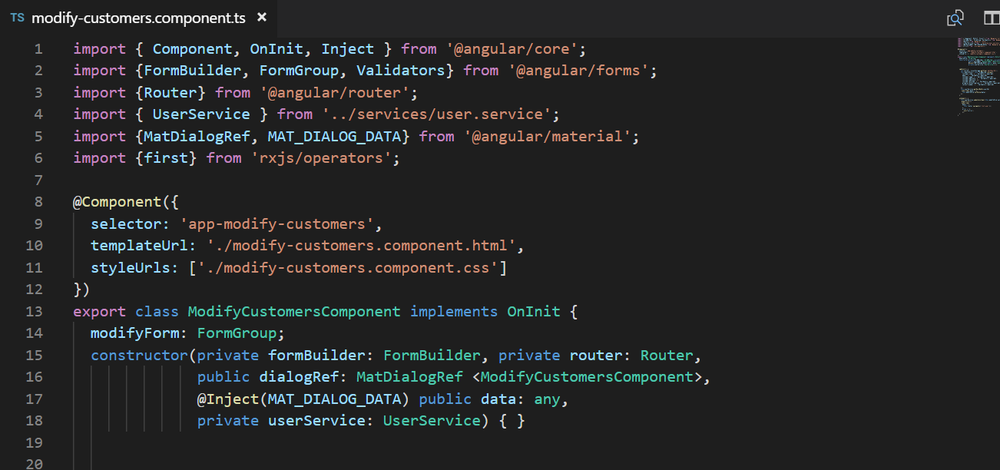 TS modify-customers.component.ts ×
1 import { Component, OnInit, Inject } from '@angular/core';
2 import {FormBuilder, FormGroup, Validators} from '@angular/forms';
3 import {Router} from '@angular/router';
4 import { UserService } from '../services/user.service';
5 import {MatDialogRef, MAT_DIALOG_DATA} from '@angular/material';
6 import {first} from 'rxjs/operators';
7
8 @Component({
9   selector: 'app-modify-customers',
10   templateUrl: './modify-customers.component.html',
11   styleUrls: ['./modify-customers.component.css']
12 })
13 export class ModifyCustomersComponent implements OnInit {
14   modifyForm: FormGroup;
15   constructor(private formBuilder: FormBuilder, private router: Router,
16               public dialogRef: MatDialogRef <ModifyCustomersComponent>,
17               @Inject(MAT_DIALOG_DATA) public data: any,
18               private userService: UserService) { }
19
20